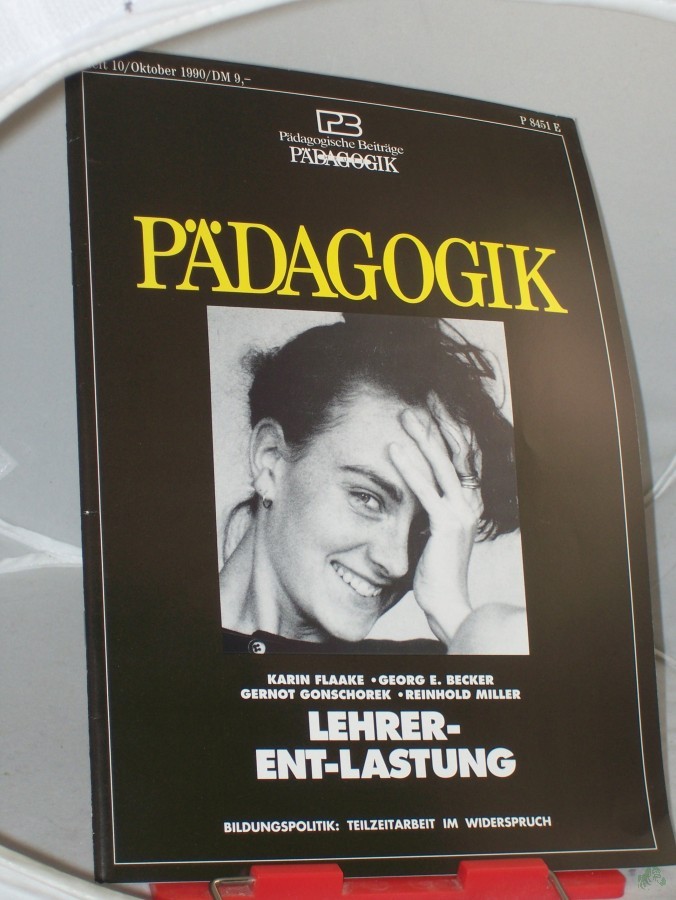 10/Oktober 1990/DM 9,–
P 8451 E
PB
Pädagogische Beiträge
PÄDAGOGIK
PÄDAGOGIK
KARIN FLAAKE • GEORG E. BECKER
GERNOT GONSCHOREK • REINHOLD MILLER
LEHRER-
ENT-LASTUNG
BILDUNGSPOLITIK: TEILZEITARBEIT IM WIDERSPRUCH